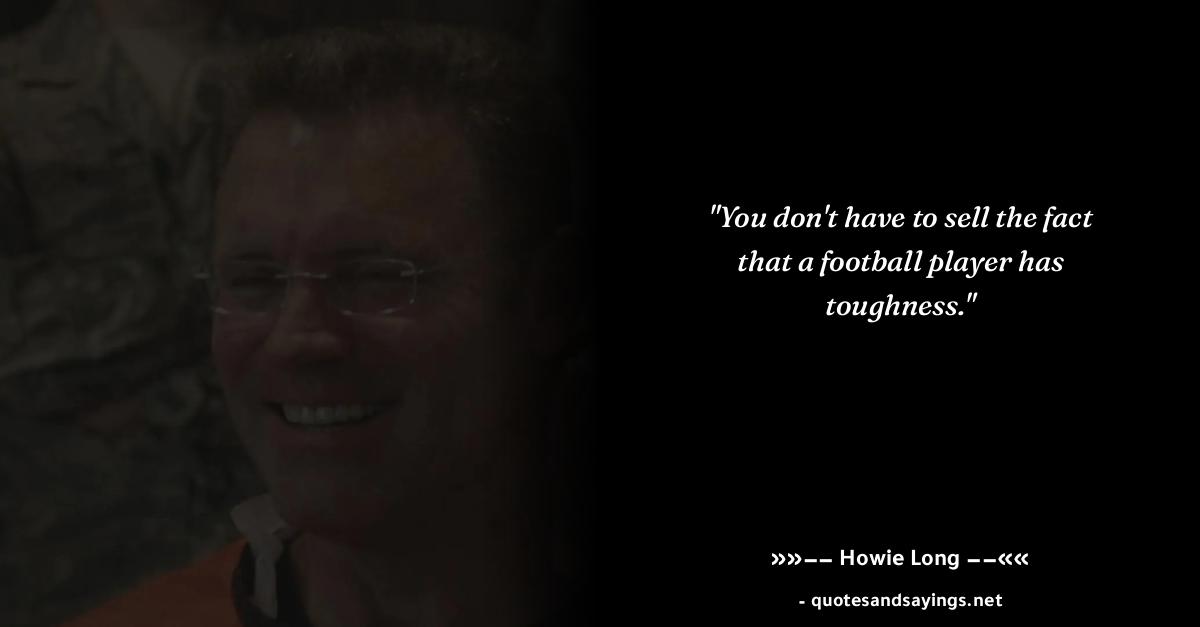 "You don't have to sell the fact
that a football player has
toughness."
»»–– Howie Long ––««
- quotesandsayings.net